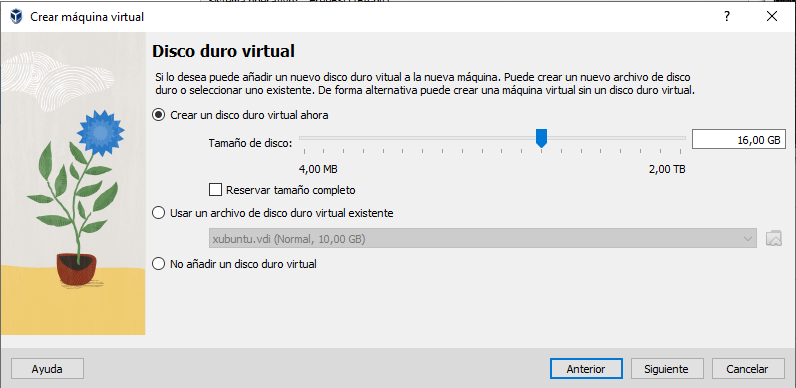 Crear máquina virtual
?
Disco duro virtual
Si lo desea puede añadir un nuevo disco duro vitual a la nueva máquina. Puede crear un nuevo archivo de disco
duro o seleccionar uno existente. De forma alternativa puede crear una máquina virtual sin un disco duro virtual.
Crear un disco duro virtual ahora
Tamaño de disco:
16,00 GB
4,00 MB
2,00 TB
Reservar tamaño completo
Usar un archivo de disco duro virtual existente
xubuntu.vdi (Normal, 10,00 GB)
No añadir un disco duro virtual
Ayuda
Anterior
Siguiente
Cancelar